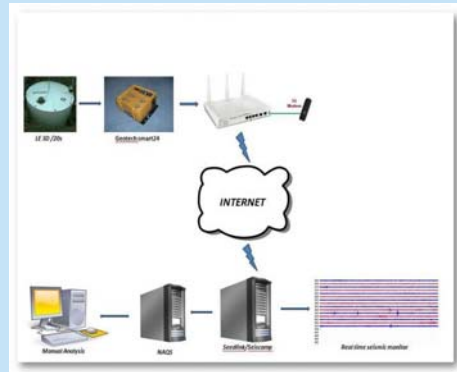 LE 3D /20s
Geotech smart24
3G
Modem
INTERNET
Manual Analysis
NAQS
Seedlink/Seiscomp
Real time seismic monitor